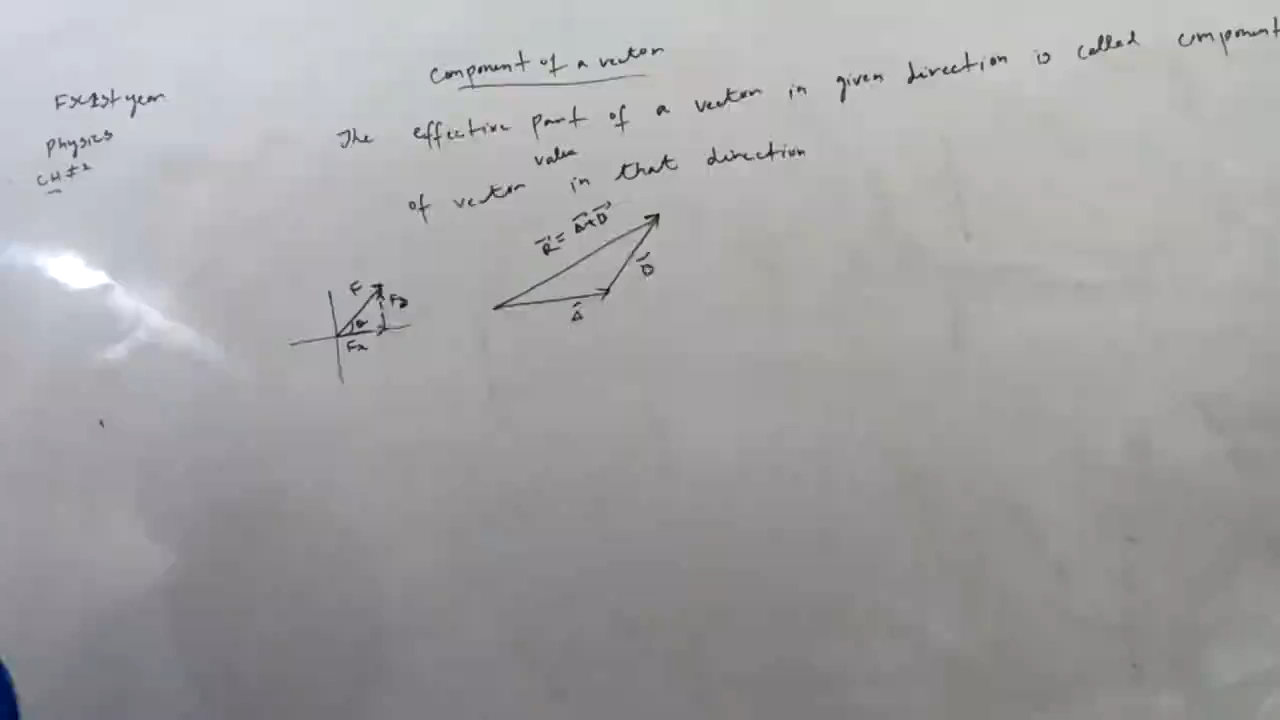 Component of a vector
1st year
Physics
CH # 2
The effective part of a vector in given direction is called component
value
of vector in that direction
R = A+B
B
A
F
Fy
θ
Fx